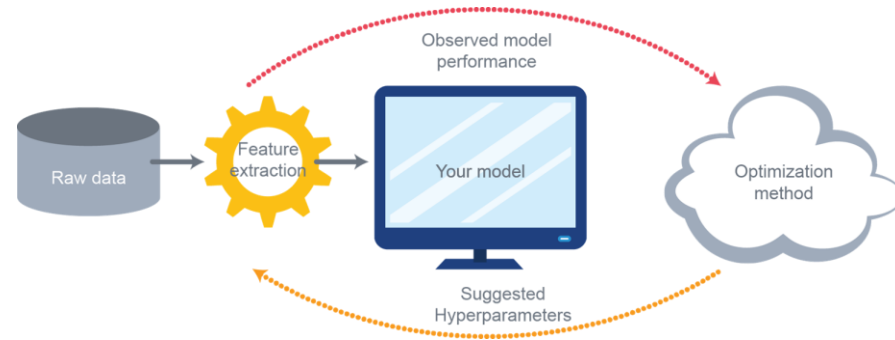 Observed model
performance
Raw data
Feature
extraction
Your model
Optimization
method
Suggested
Hyperparameters